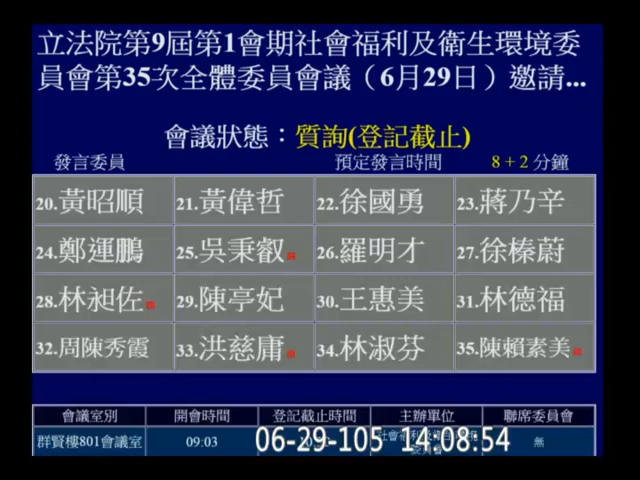 立法院第9屆第1會期社會福利及衛生環境委
員會第35次全體委員會議（6月29日）邀請...
會議狀態：質詢(登記截止)
發言委員 預定發言時間 8 + 2 分鐘
20.黃昭順 21.黃偉哲 22.徐國勇 23.蔣乃辛
24.鄭運鵬 25.吳秉叡 26.羅明才 27.徐榛蔚
28.林昶佐 29.陳亭妃 30.王惠美 31.林德福
32.周陳秀霞 33.洪慈庸 34.林淑芬 35.陳賴素美
會議室別 開會時間 登記截止時間 主辦單位 聯席委員會
群賢樓801會議室 09:03 無
06-29-105 14:08:54